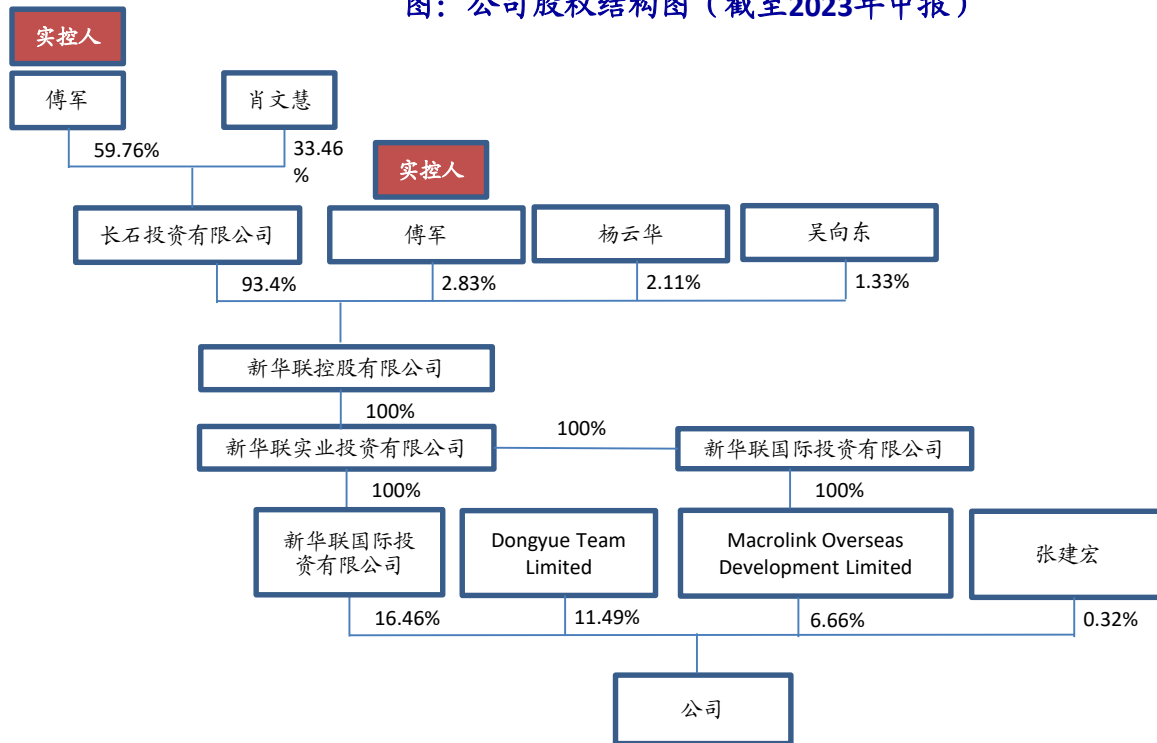 图：公司股权结构图（截至2023年中报）
实控人
傅军
肖文慧
59.76%
33.46
%
实控人
长石投资有限公司
傅军
杨云华
吴向东
93.4%
2.83%
2.11%
1.33%
新华联控股有限公司
100%
新华联实业投资有限公司
100%
新华联国际投资有限公司
100%
100%
新华联国际投
资有限公司
Dongyue Team
Limited
Macrolink Overseas
Development Limited
张建宏
16.46%
11.49%
6.66%
0.32%
公司